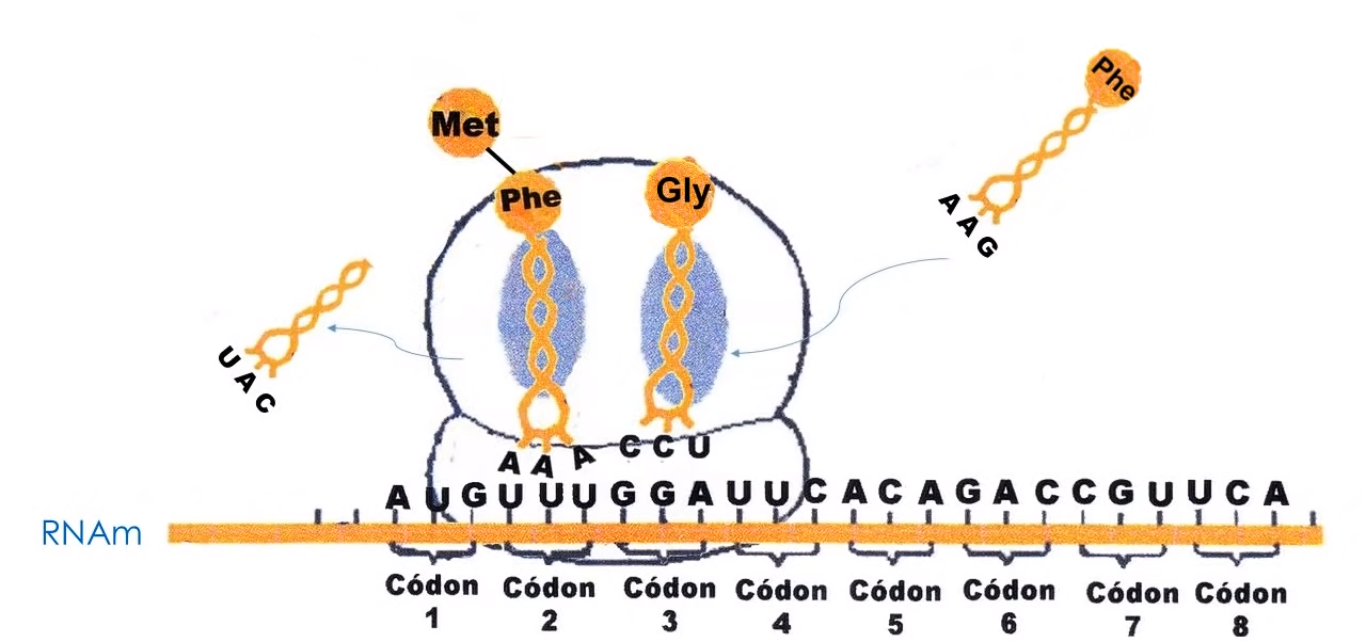 Met
Phe
Gly
Phe
AAG
UAC
AAA
CCU
A U G U U U G G A U U C A C A G A C C G U U C A
RNAm
Códon 1
Códon 2
Códon 3
Códon 4
Códon 5
Códon 6
Códon 7
Códon 8